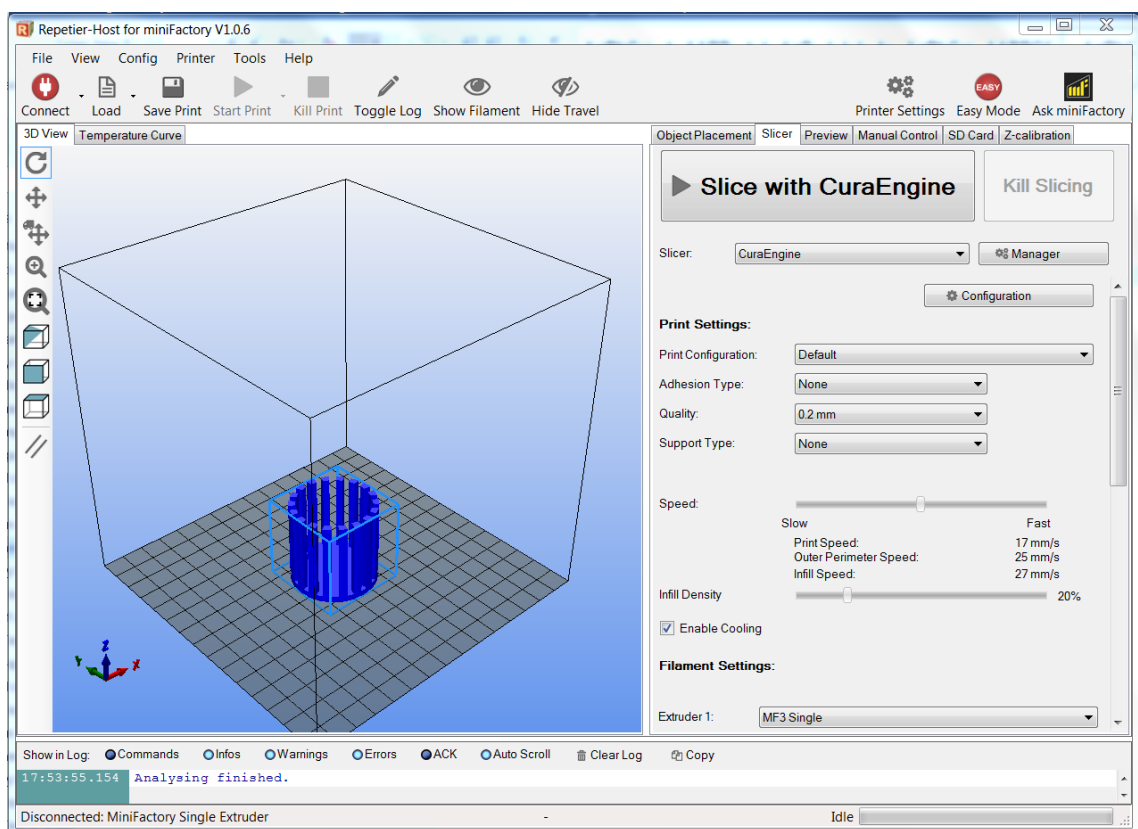 Repetier-Host for miniFactory V1.0.6
File View Config Printer Tools Help
EASY
mf
Connect Load Save Print Start Print Kill Print Toggle Log Show Filament Hide Travel Printer Settings Easy Mode Ask miniFactory
3D View Temperature Curve
Object Placement Slicer Preview Manual Control SD Card Z-calibration
Slice with CuraEngine Kill Slicing
Slicer: CuraEngine Manager
Configuration
Print Settings:
Print Configuration: Default
Adhesion Type: None
Quality: 0.2 mm
Support Type: None
Speed:
Slow Fast
Print Speed: 17 mm/s
Outer Perimeter Speed: 25 mm/s
Infill Speed: 27 mm/s
Infill Density 20%
Enable Cooling
Filament Settings:
Extruder 1: MF3 Single
Z
Y X
Show in Log: Commands Infos Warnings Errors ACK Auto Scroll Clear Log Copy
17:53:55.154 Analysing finished.
Disconnected: MiniFactory Single Extruder - Idle